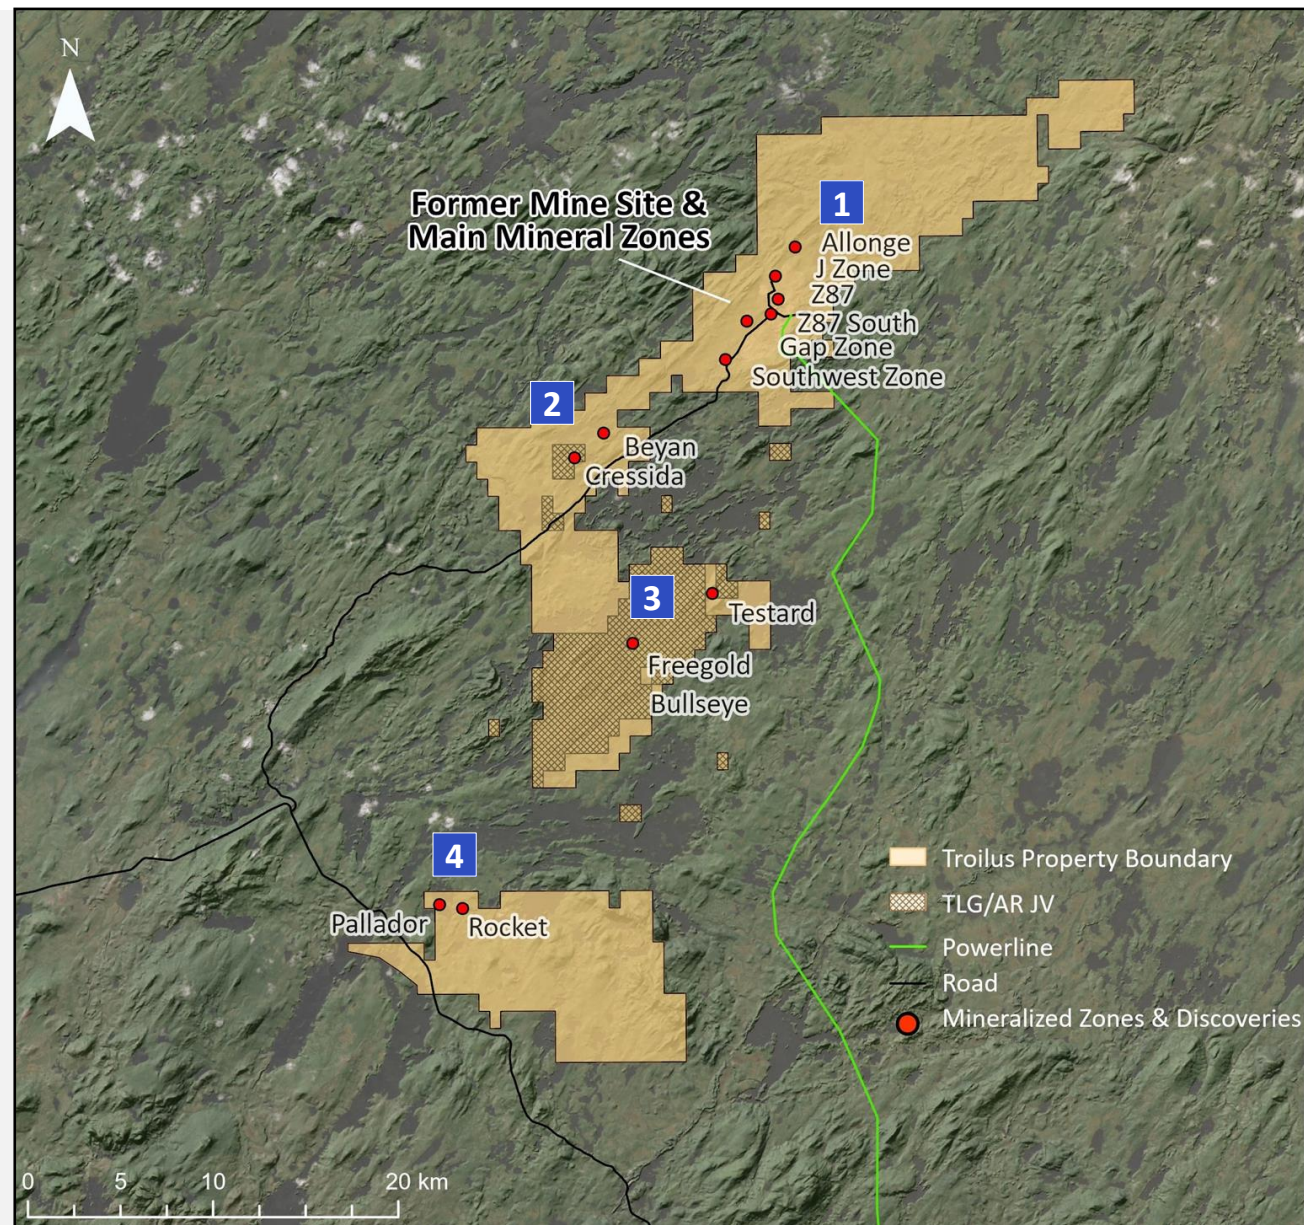 N
1
Former Mine Site &
Main Mineral Zones
Allonge
J Zone
Z87
Z87 South
Gap Zone
Southwest Zone
2
Beyan
Cressida
3
Testard
Freegold
Bullseye
4
Pallador
Rocket
Troilus Property Boundary
TLG/AR JV
Powerline
Road
Mineralized Zones & Discoveries
0 5 10 20 km